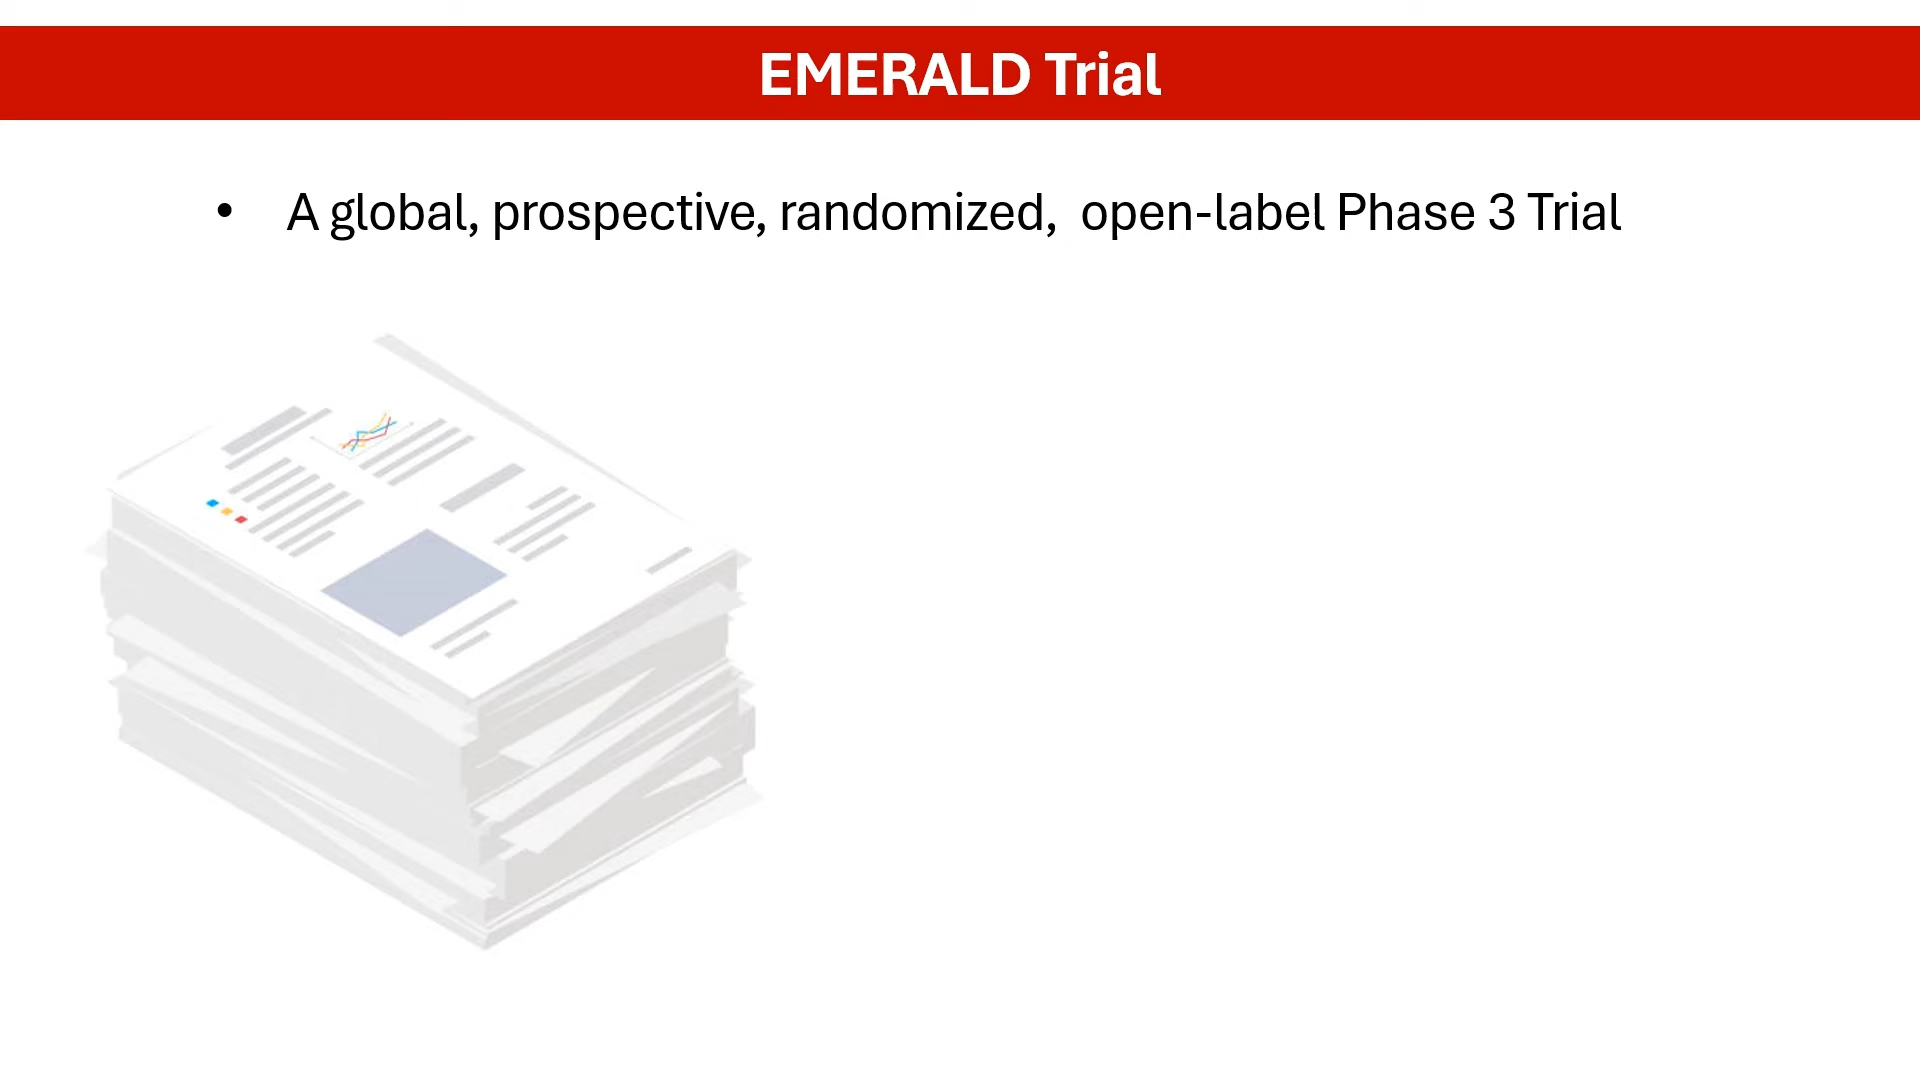 EMERALD Trial
• A global, prospective, randomized,  open-label Phase 3 Trial